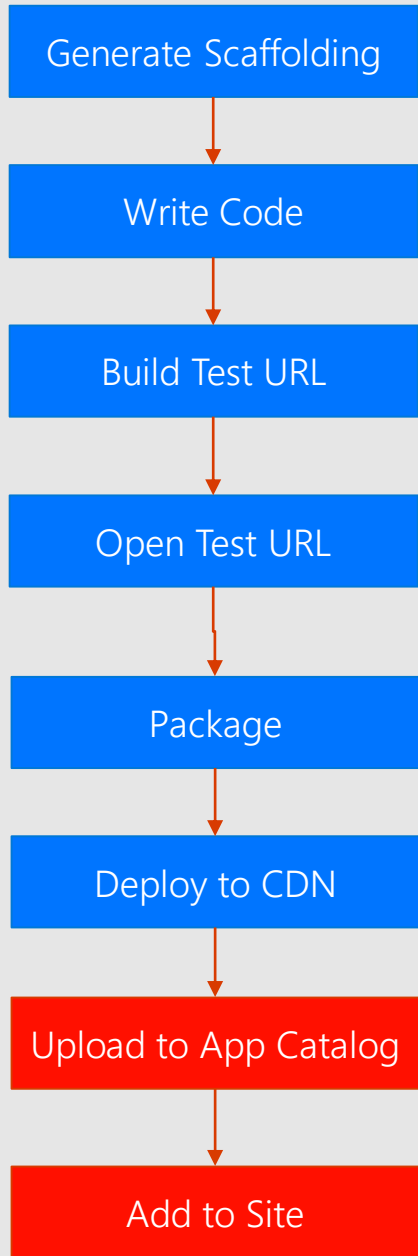 Generate Scaffolding
Write Code
Build Test URL
Open Test URL
Package
Deploy to CDN
Upload to App Catalog
Add to Site